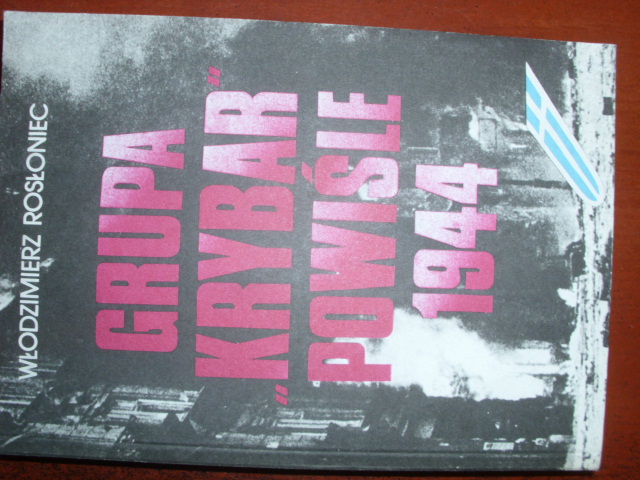 WŁODZIMIERZ ROSŁONIEC
GRUPA
„KRYBAR”
POWIŚLE
1944